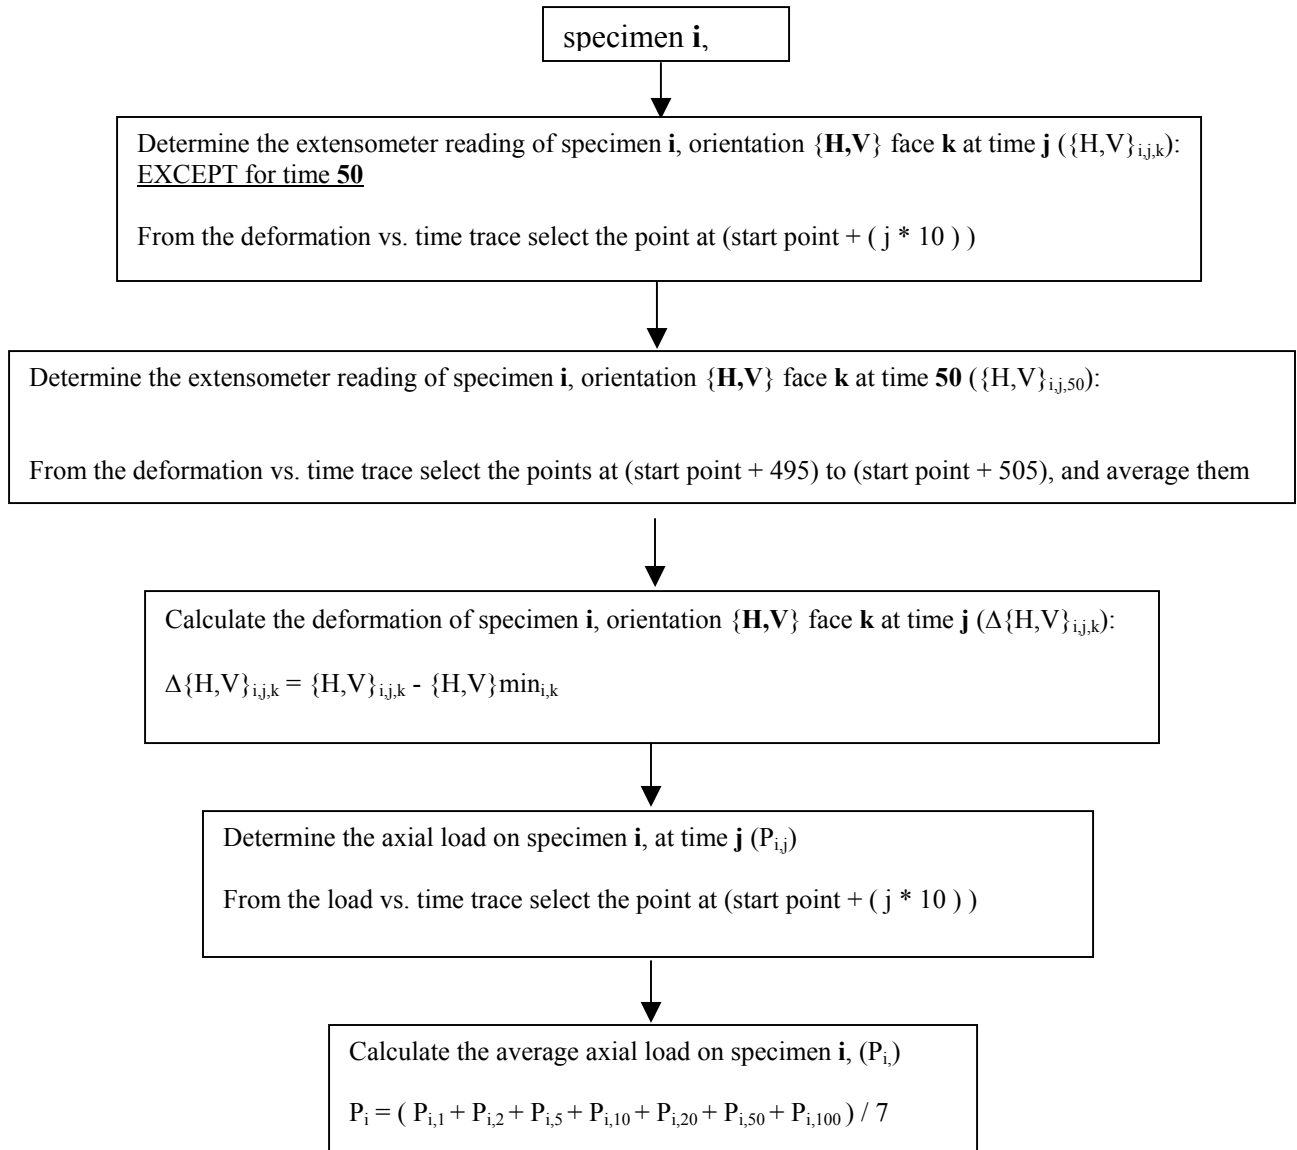 specimen i,
Determine the extensometer reading of specimen i, orientation {H,V} face k at time j ({H,V}i,j,k):
EXCEPT for time 50
From the deformation vs. time trace select the point at (start point + ( j * 10 ) )
Determine the extensometer reading of specimen i, orientation {H,V} face k at time 50 ({H,V}i,j,50):
From the deformation vs. time trace select the points at (start point + 495) to (start point + 505), and average them
Calculate the deformation of specimen i, orientation {H,V} face k at time j (Δ{H,V}i,j,k):
Δ{H,V}i,j,k = {H,V}i,j,k - {H,V}mini,k
Determine the axial load on specimen i, at time j (Pi,j)
From the load vs. time trace select the point at (start point + ( j * 10 ) )
Calculate the average axial load on specimen i, (Pi,)
Pi = ( Pi,1 + Pi,2 + Pi,5 + Pi,10 + Pi,20 + Pi,50 + Pi,100 ) / 7